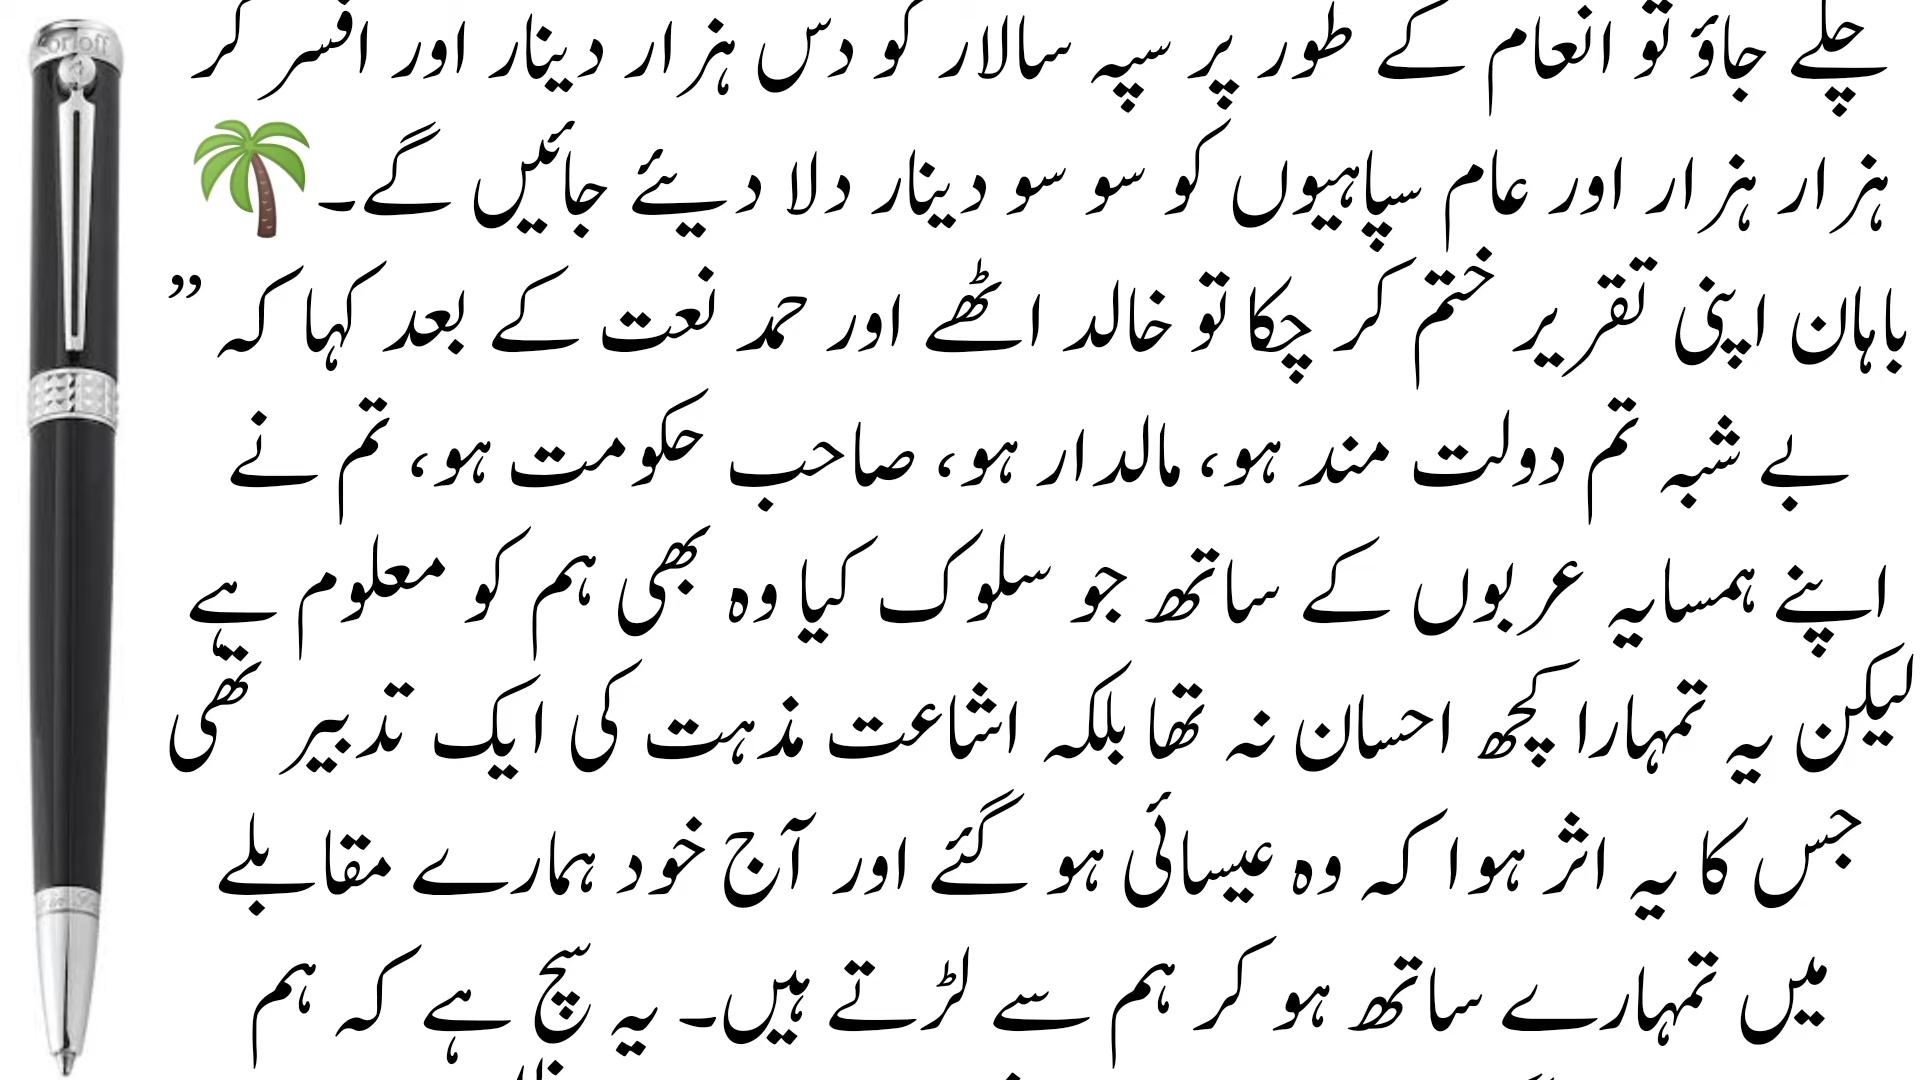 چلے جاؤ تو انعام کے طور پر سپہ سالار کو دس ہزار دینار اور افسر کر
ہزار ہزار اور عام سپاہیوں کو سو سو دینار دلا دیئے جائیں گے۔🌴
باہان اپنی تقریر ختم کر چکا تو خالد اٹھے اور حمد نعت کے بعد کہا کہ ”
بے شبہ تم دولت مند ہو، مالدار ہو، صاحب حکومت ہو، تم نے
اپنے ہمسایہ عربوں کے ساتھ جو سلوک کیا وہ بھی ہم کو معلوم ہے
لیکن یہ تمہارا کچھ احسان نہ تھا بلکہ اشاعت مذہت کی ایک تدبیر تھی
جس کا یہ اثر ہوا کہ وہ عیسائی ہو گئے اور آج خود ہمارے مقابلے
میں تمہارے ساتھ ہو کر ہم سے لڑتے ہیں۔ یہ سچ ہے کہ ہم